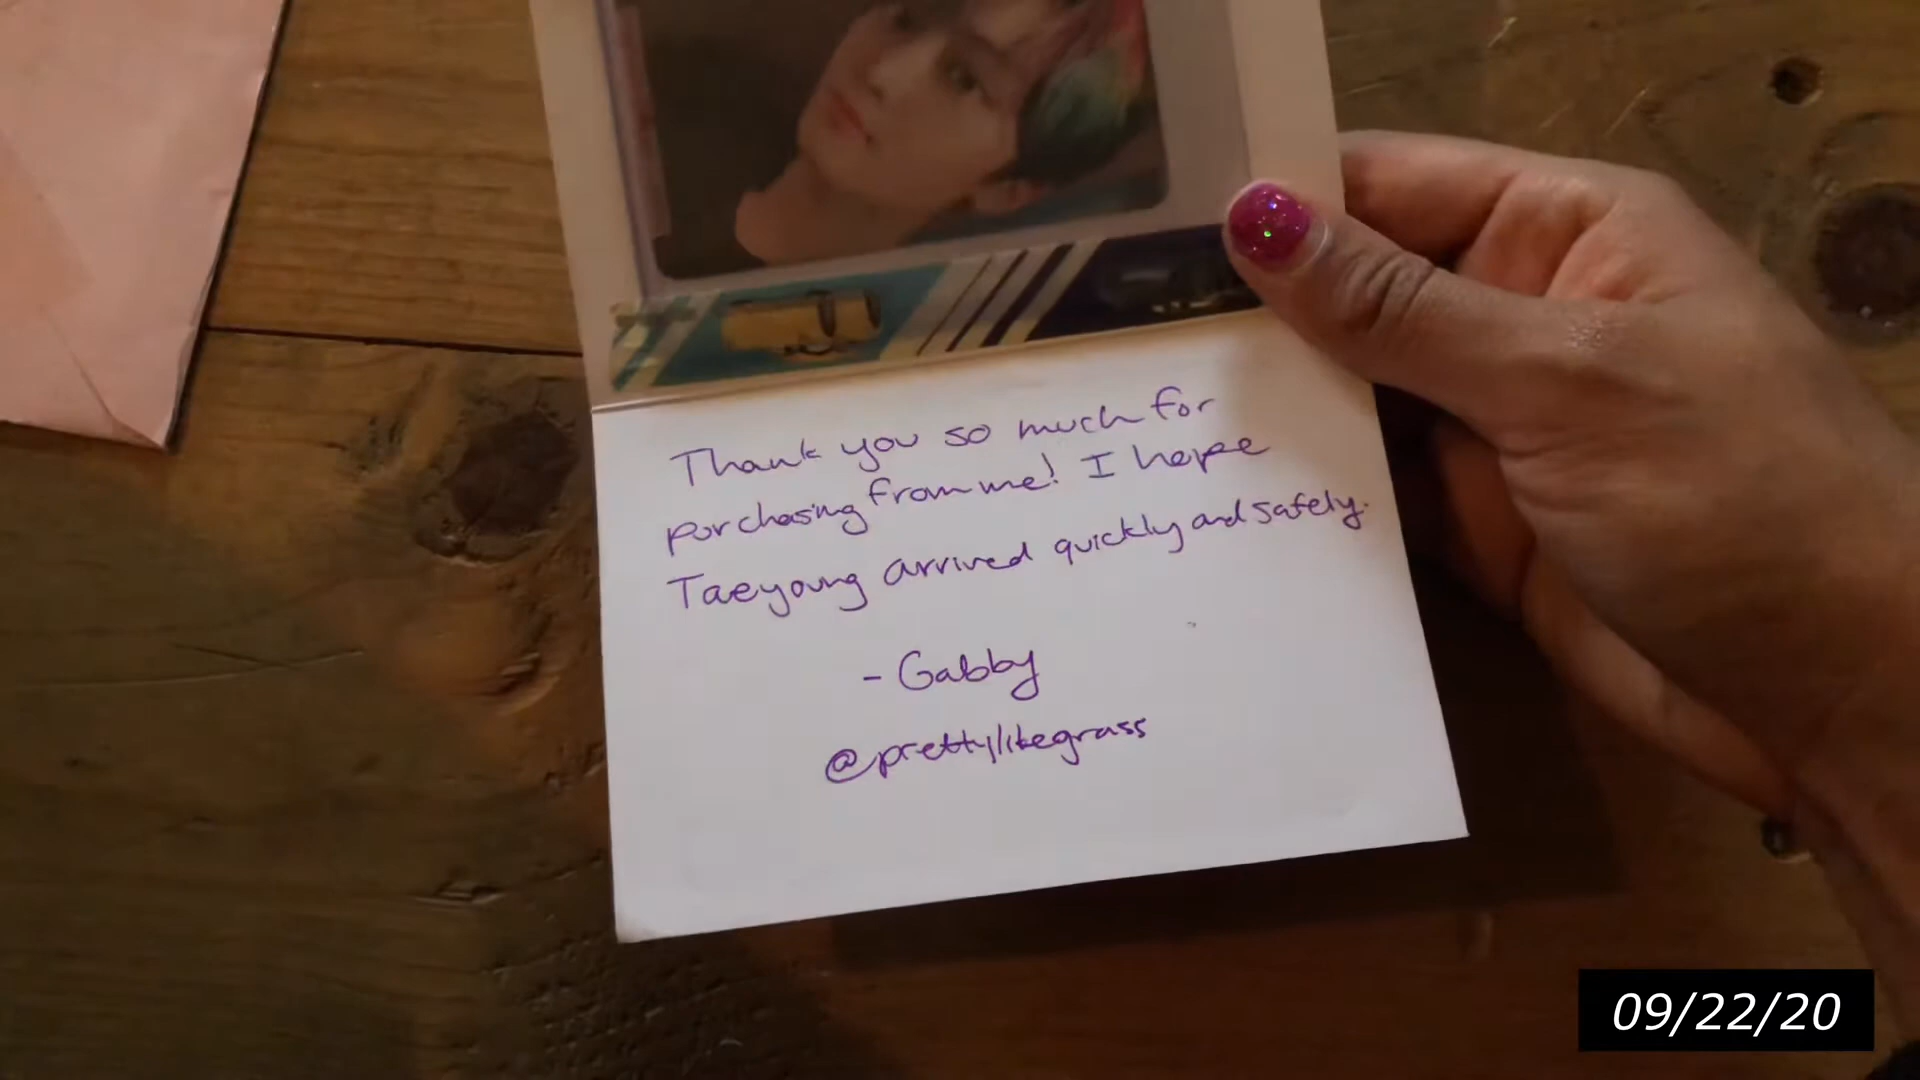 Thank you so much for
purchasing from me! I hope
Taeyoung arrived quickly and safely.
- Gabby
@prettylikegrass
09/22/20